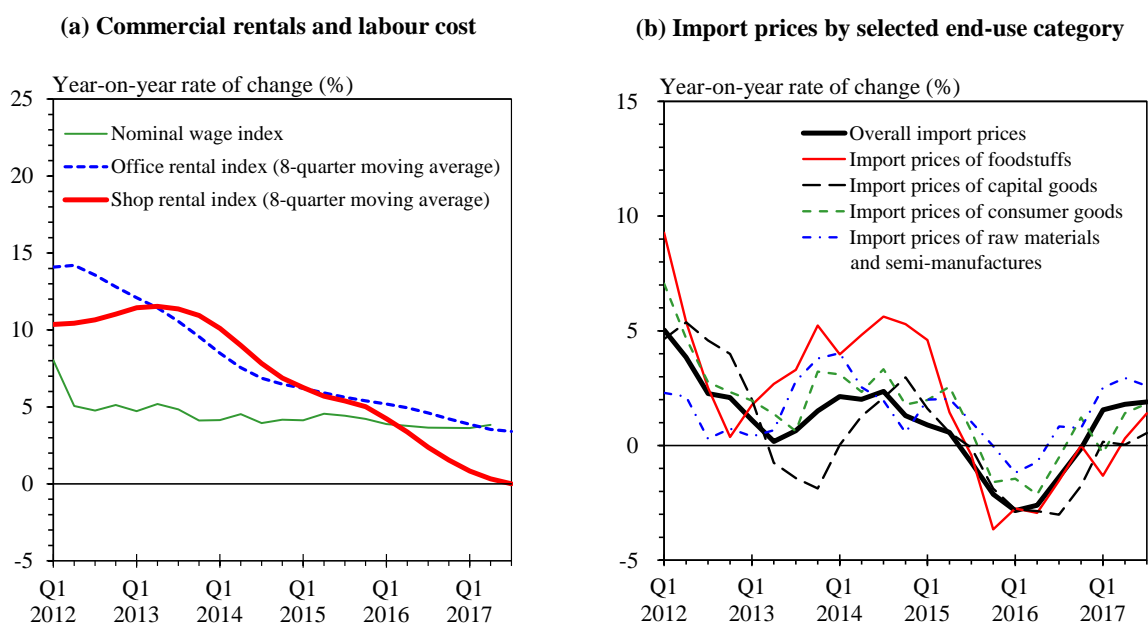 (a) Commercial rentals and labour cost
Year-on-year rate of change (%)
25
20
15
10
5
0
-5
Nominal wage index
Office rental index (8-quarter moving average)
Shop rental index (8-quarter moving average)
Q1 Q1 Q1 Q1 Q1 Q1
2012 2013 2014 2015 2016 2017
(b) Import prices by selected end-use category
Year-on-year rate of change (%)
15
10
5
0
-5
Overall import prices
Import prices of foodstuffs
Import prices of capital goods
Import prices of consumer goods
Import prices of raw materials
and semi-manufactures
Q1 Q1 Q1 Q1 Q1 Q1
2012 2013 2014 2015 2016 2017